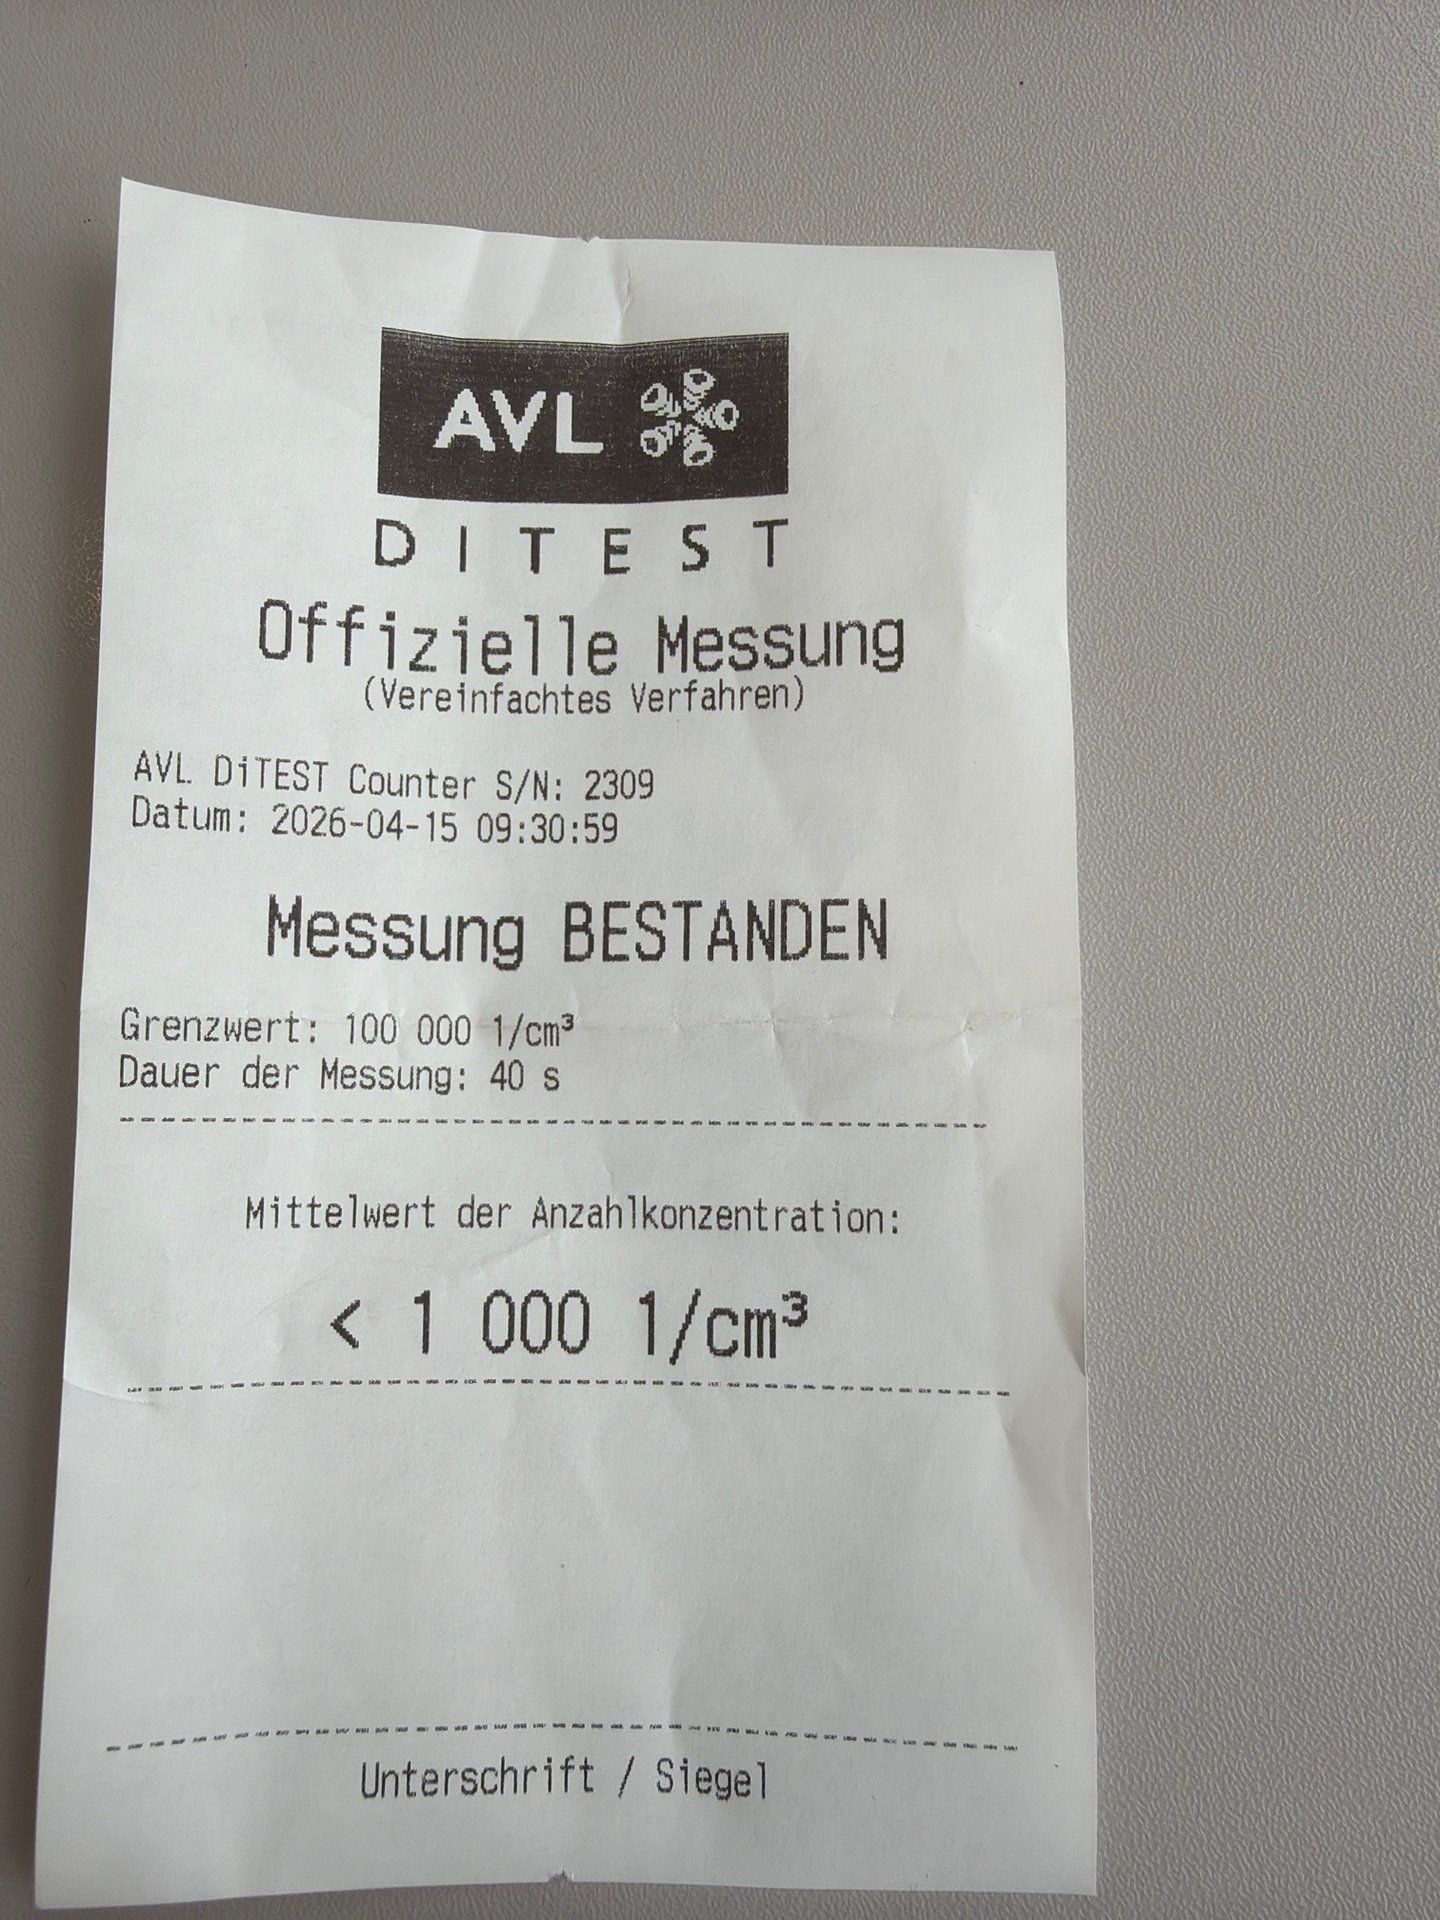 AVL
DITEST
Offizielle Messung
(Vereinfachtes Verfahren)
AVL DiTEST Counter S/N: 2309
Datum: 2026-04-15 09:30:59
Messung BESTANDEN
Grenzwert: 100 000 1/cm³
Dauer der Messung: 40 s
Mittelwert der Anzahlkonzentration:
< 1 000 1/cm³
Unterschrift / Siegel